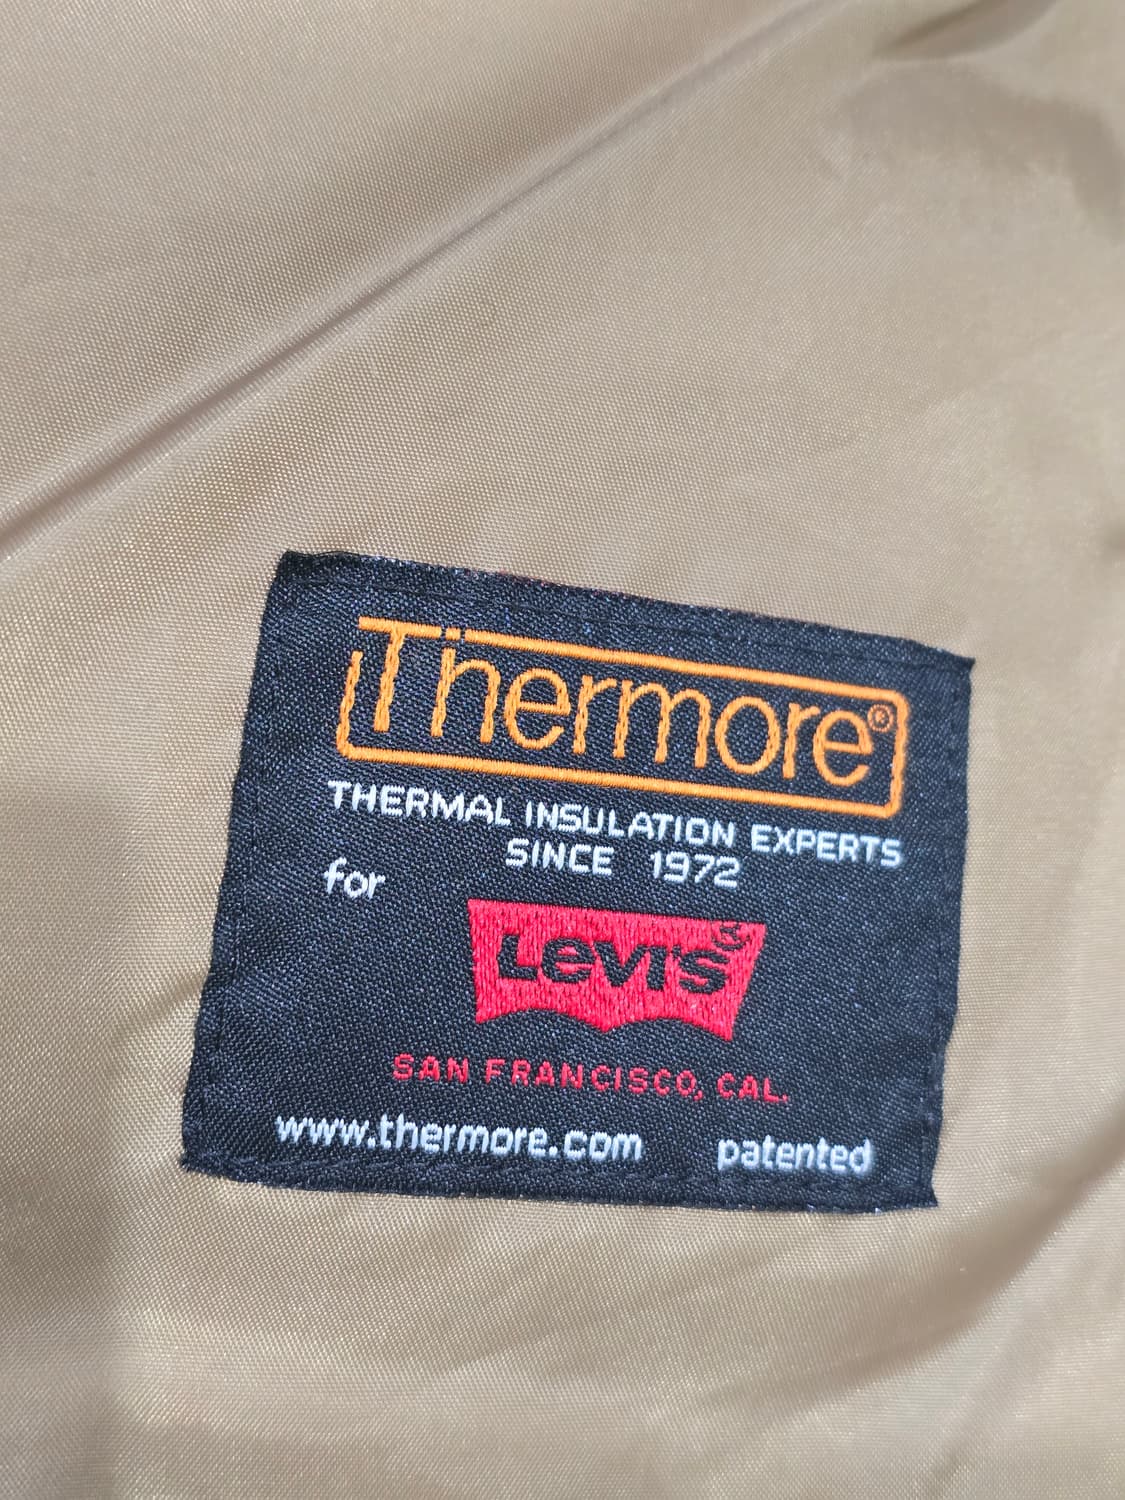 Thermore®
THERMAL INSULATION EXPERTS
SINCE 1972
for
Levi's®
SAN FRANCISCO, CAL.
www.thermore.com patented